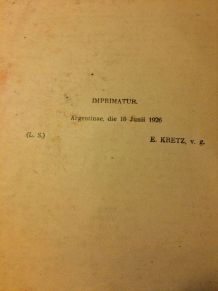 IMPRIMATUR.
Argentinae, die 16 Junii 1926
(L. S.) E. KRETZ, v. g.